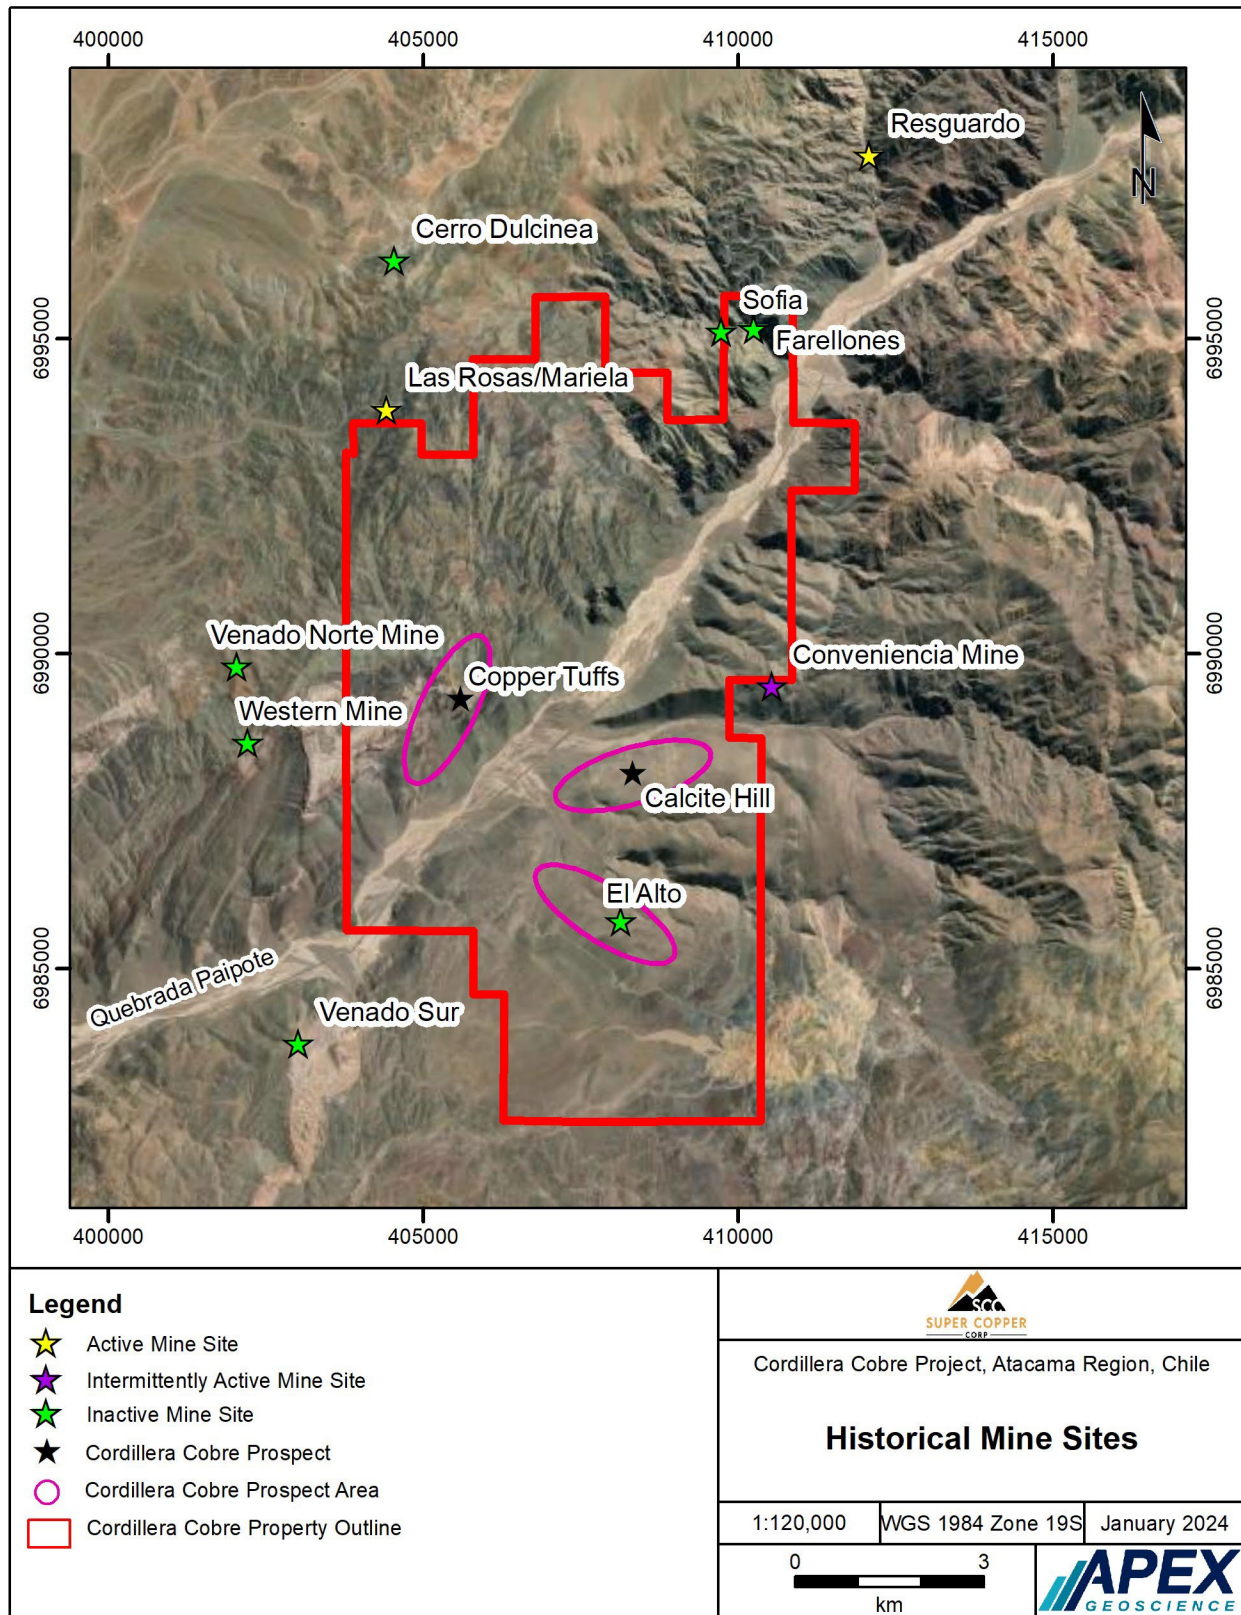 400000 405000 410000 415000
Resguardo
N
Cerro Dulcinea
Sofia
6995000
Farellones
6995000
Las Rosas/Mariela
Venado Norte Mine
6990000
Conveniencia Mine
6990000
Copper Tuffs
Western Mine
Calcite Hill
El Alto
6985000
Quebrada Paipote
6985000
Venado Sur
400000 405000 410000 415000
Legend
Active Mine Site
Intermittently Active Mine Site
Inactive Mine Site
Cordillera Cobre Prospect
Cordillera Cobre Prospect Area
Cordillera Cobre Property Outline
SCC
SUPER COPPER
CORP
Cordillera Cobre Project, Atacama Region, Chile
Historical Mine Sites
1:120,000 WGS 1984 Zone 19S January 2024
0 3
km
APEX
GEOSCIENCE